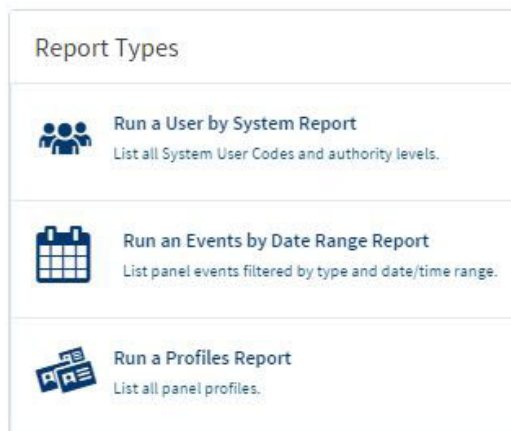 Report Types
Run a User by System Report
List all System User Codes and authority levels.
Run an Events by Date Range Report
List panel events filtered by type and date/time range.
Run a Profiles Report
List all panel profiles.